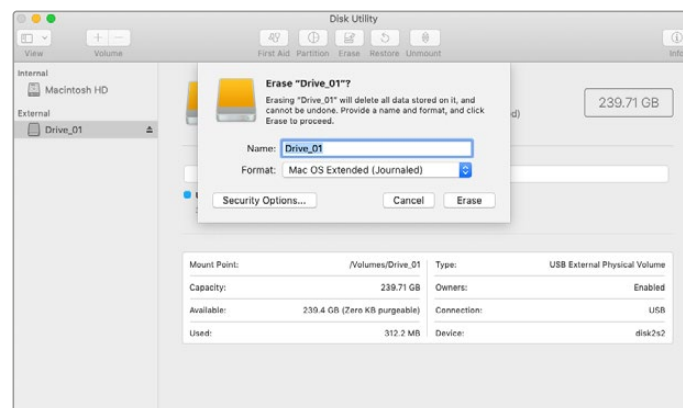 Disk Utility
View Volume First Aid Partition Erase Restore Unmount Info
Internal
Macintosh HD
External
Drive_01
Erase "Drive_01"?
Erasing "Drive_01" will delete all data stored on it, and
cannot be undone. Provide a name and format, and click
Erase to proceed.
Name: Drive_01
Format: Mac OS Extended (Journaled)
Security Options... Cancel Erase
239.71 GB
Mount Point: /Volumes/Drive_01 Type: USB External Physical Volume
Capacity: 239.71 GB Owners: Enabled
Available: 239.4 GB (Zero KB purgeable) Connection: USB
Used: 312.2 MB Device: disk2s2